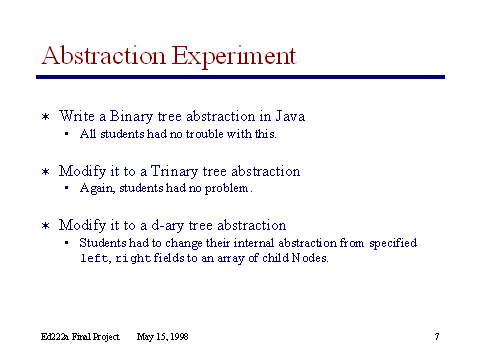 Abstraction Experiment
* Write a Binary tree abstraction in Java
• All students had no trouble with this.
* Modify it to a Trinary tree abstraction
• Again, students had no problem.
* Modify it to a d-ary tree abstraction
• Students had to change their internal abstraction from specified
left, right fields to an array of child Nodes.
Ed222a Final Project May 15, 1998 7